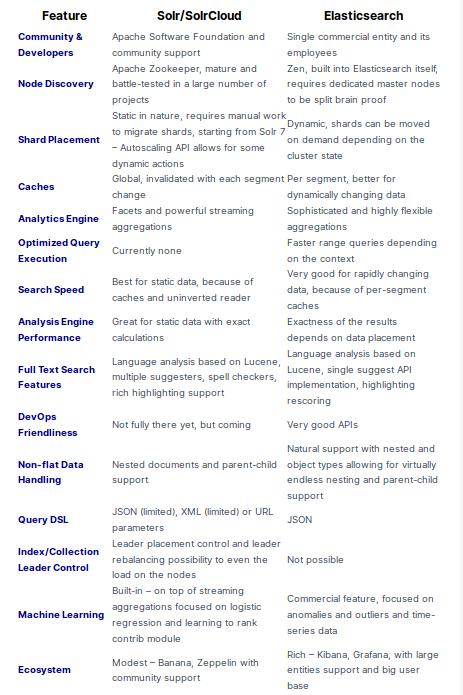 Feature Solr/SolrCloud Elasticsearch
Community &
Developers
Apache Software Foundation and
community support
Single commercial entity and its
employees
Node Discovery
Apache Zookeeper, mature and
battle-tested in a large number of
projects
Zen, built into Elasticsearch itself,
requires dedicated master nodes
to be split brain proof
Shard Placement
Static in nature, requires manual work
to migrate shards, starting from Solr 7
– Autoscaling API allows for some
dynamic actions
Dynamic, shards can be moved
on demand depending on the
cluster state
Caches
Global, invalidated with each segment
change
Per segment, better for
dynamically changing data
Analytics Engine
Facets and powerful streaming
aggregations
Sophisticated and highly flexible
aggregations
Optimized Query
Execution
Currently none
Faster range queries depending
on the context
Search Speed
Best for static data, because of
caches and uninverted reader
Very good for rapidly changing
data, because of per-segment
caches
Analysis Engine
Performance
Great for static data with exact
calculations
Exactness of the results
depends on data placement
Full Text Search
Features
Language analysis based on Lucene,
multiple suggesters, spell checkers,
rich highlighting support
Language analysis based on
Lucene, single suggest API
implementation, highlighting
rescoring
DevOps
Friendliness
Not fully there yet, but coming
Very good APIs
Non-flat Data
Handling
Nested documents and parent-child
support
Natural support with nested and
object types allowing for virtually
endless nesting and parent-child
support
Query DSL
JSON (limited), XML (limited) or URL
parameters
JSON
Index/Collection
Leader Control
Leader placement control and leader
rebalancing possibility to even the
load on the nodes
Not possible
Machine Learning
Built-in – on top of streaming
aggregations focused on logistic
regression and learning to rank
contrib module
Commercial feature, focused on
anomalies and outliers and time-
series data
Ecosystem
Modest – Banana, Zeppelin with
community support
Rich – Kibana, Grafana, with large
entities support and big user
base